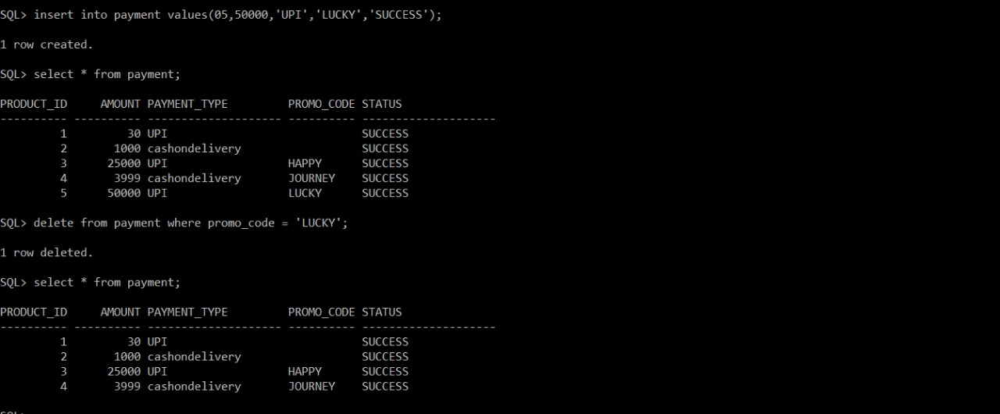 SQL> insert into payment values(05,50000,'UPI','LUCKY','SUCCESS');
1 row created.
SQL> select * from payment;
PRODUCT_ID     AMOUNT PAYMENT_TYPE         PROMO_CODE STATUS
---------- ---------- -------------------- ---------- --------------------
         1         30 UPI                             SUCCESS
         2       1000 cashondelivery                  SUCCESS
         3      25000 UPI                  HAPPY      SUCCESS
         4       3999 cashondelivery       JOURNEY    SUCCESS
         5      50000 UPI                  LUCKY      SUCCESS
SQL> delete from payment where promo_code = 'LUCKY';
1 row deleted.
SQL> select * from payment;
PRODUCT_ID     AMOUNT PAYMENT_TYPE         PROMO_CODE STATUS
---------- ---------- -------------------- ---------- --------------------
         1         30 UPI                             SUCCESS
         2       1000 cashondelivery                  SUCCESS
         3      25000 UPI                  HAPPY      SUCCESS
         4       3999 cashondelivery       JOURNEY    SUCCESS
SQL>